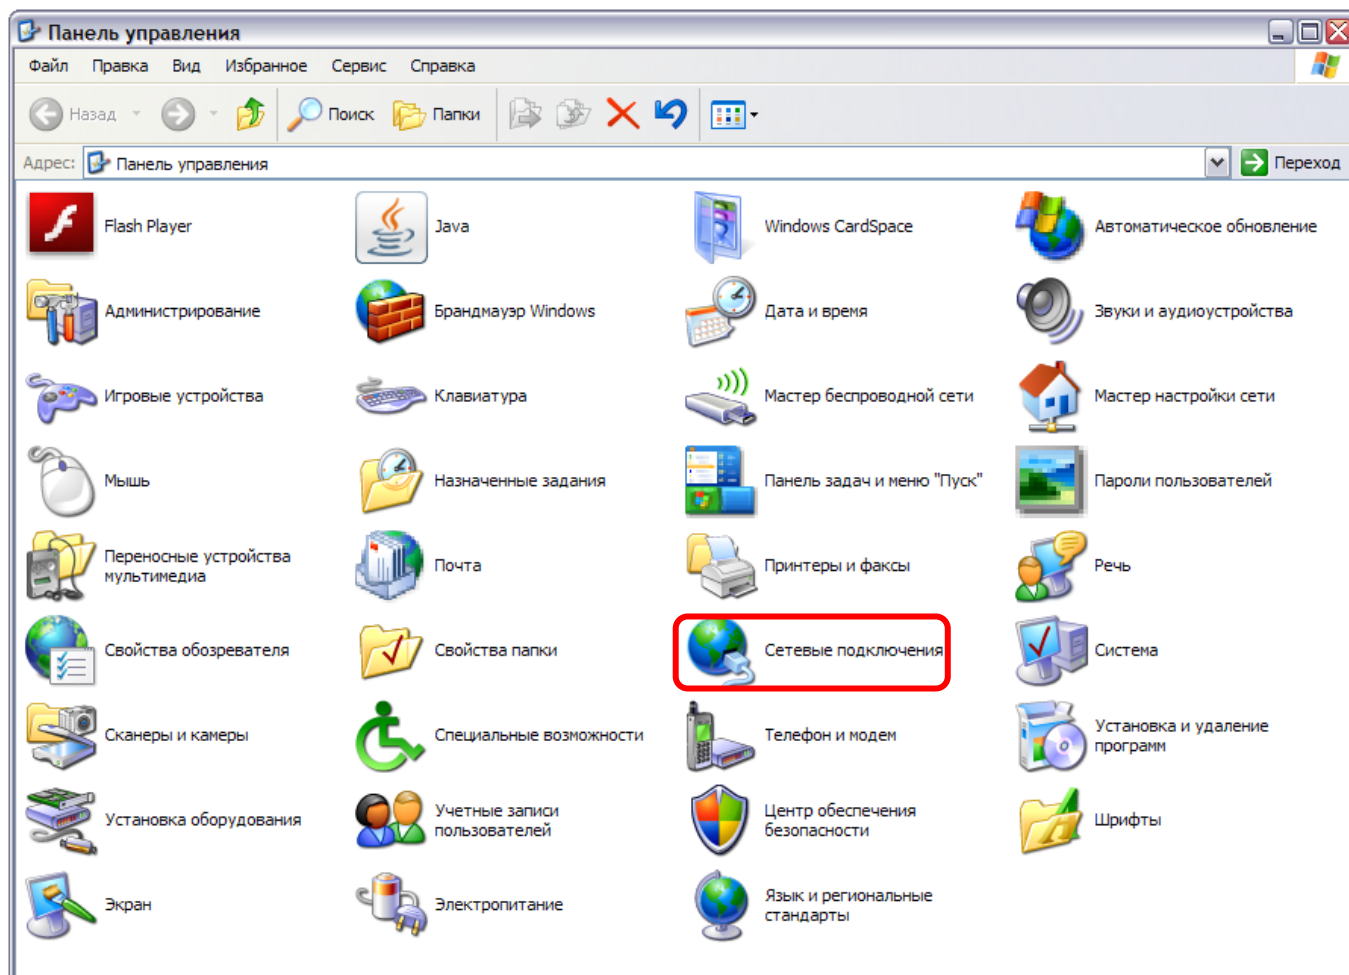 Панель управления
Файл Правка Вид Избранное Сервис Справка
Назад Поиск Папки
Адрес: Панель управления Переход
Flash Player Java Windows CardSpace Автоматическое обновление
Администрирование Брандмауэр Windows Дата и время Звуки и аудиоустройства
Игровые устройства Клавиатура Мастер беспроводной сети Мастер настройки сети
Мышь Назначенные задания Панель задач и меню "Пуск" Пароли пользователей
Переносные устройства
мультимедиа
Почта Принтеры и факсы Речь
Свойства обозревателя Свойства папки Сетевые подключения Система
Сканеры и камеры Специальные возможности Телефон и модем
Установка и удаление
программ
Установка оборудования
Учетные записи
пользователей
Центр обеспечения
безопасности
Шрифты
Экран Электропитание
Язык и региональные
стандарты